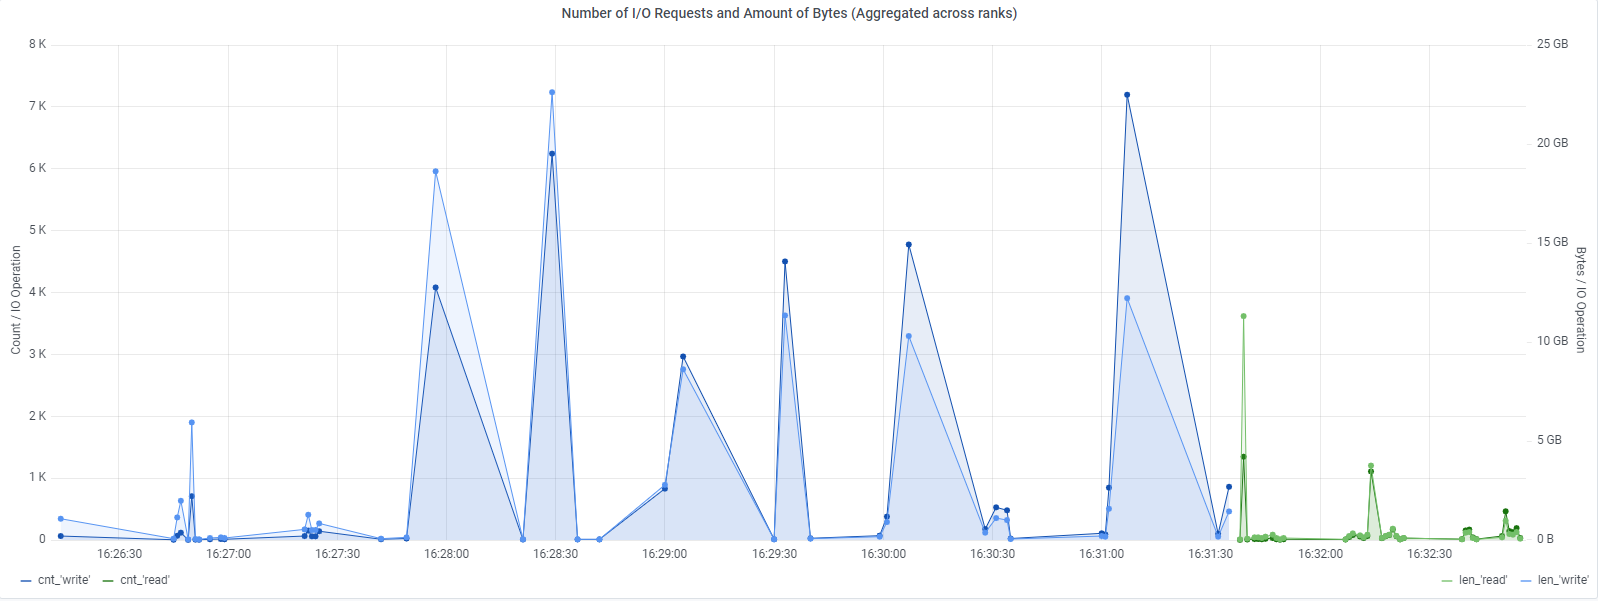 Number of I/O Requests and Amount of Bytes (Aggregated across ranks)
8 K
7 K
6 K
5 K
4 K
3 K
2 K
1 K
0
Count / IO Operation
25 GB
20 GB
15 GB
10 GB
5 GB
0 B
Bytes / IO Operation
16:26:30 16:27:00 16:27:30 16:28:00 16:28:30 16:29:00 16:29:30 16:30:00 16:30:30 16:31:00 16:31:30 16:32:00 16:32:30
cnt_'write' cnt_'read' len_'read' len_'write'